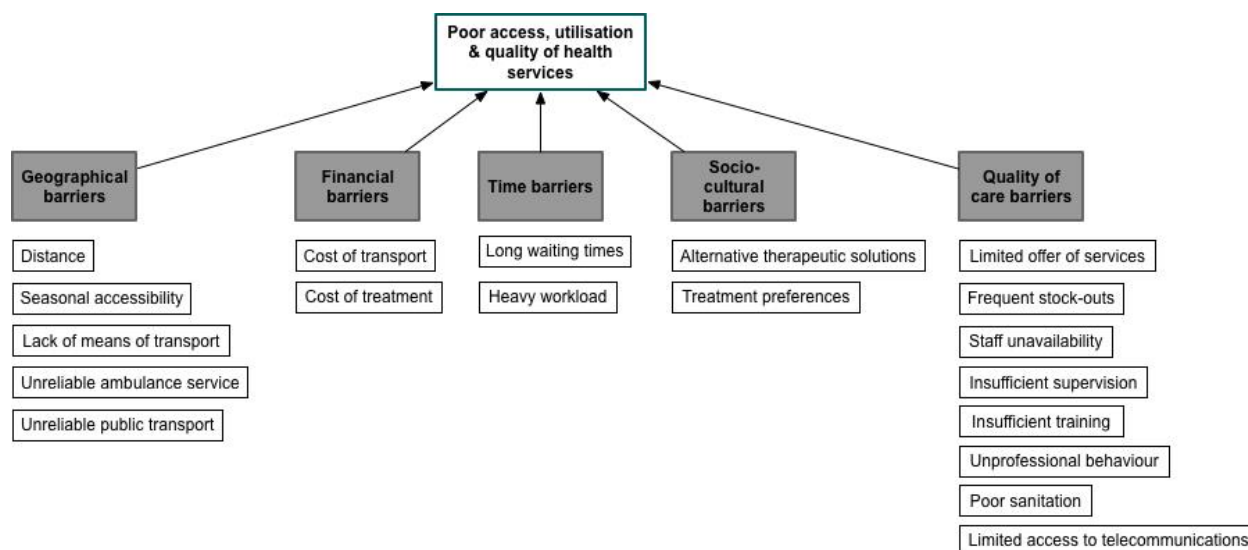 Poor access, utilisation
& quality of health
services
Geographical
barriers
Financial
barriers
Time barriers
Socio-
cultural
barriers
Quality of
care barriers
Distance
Seasonal accessibility
Lack of means of transport
Unreliable ambulance service
Unreliable public transport
Cost of transport
Cost of treatment
Long waiting times
Heavy workload
Alternative therapeutic solutions
Treatment preferences
Limited offer of services
Frequent stock-outs
Staff unavailability
Insufficient supervision
Insufficient training
Unprofessional behaviour
Poor sanitation
Limited access to telecommunications